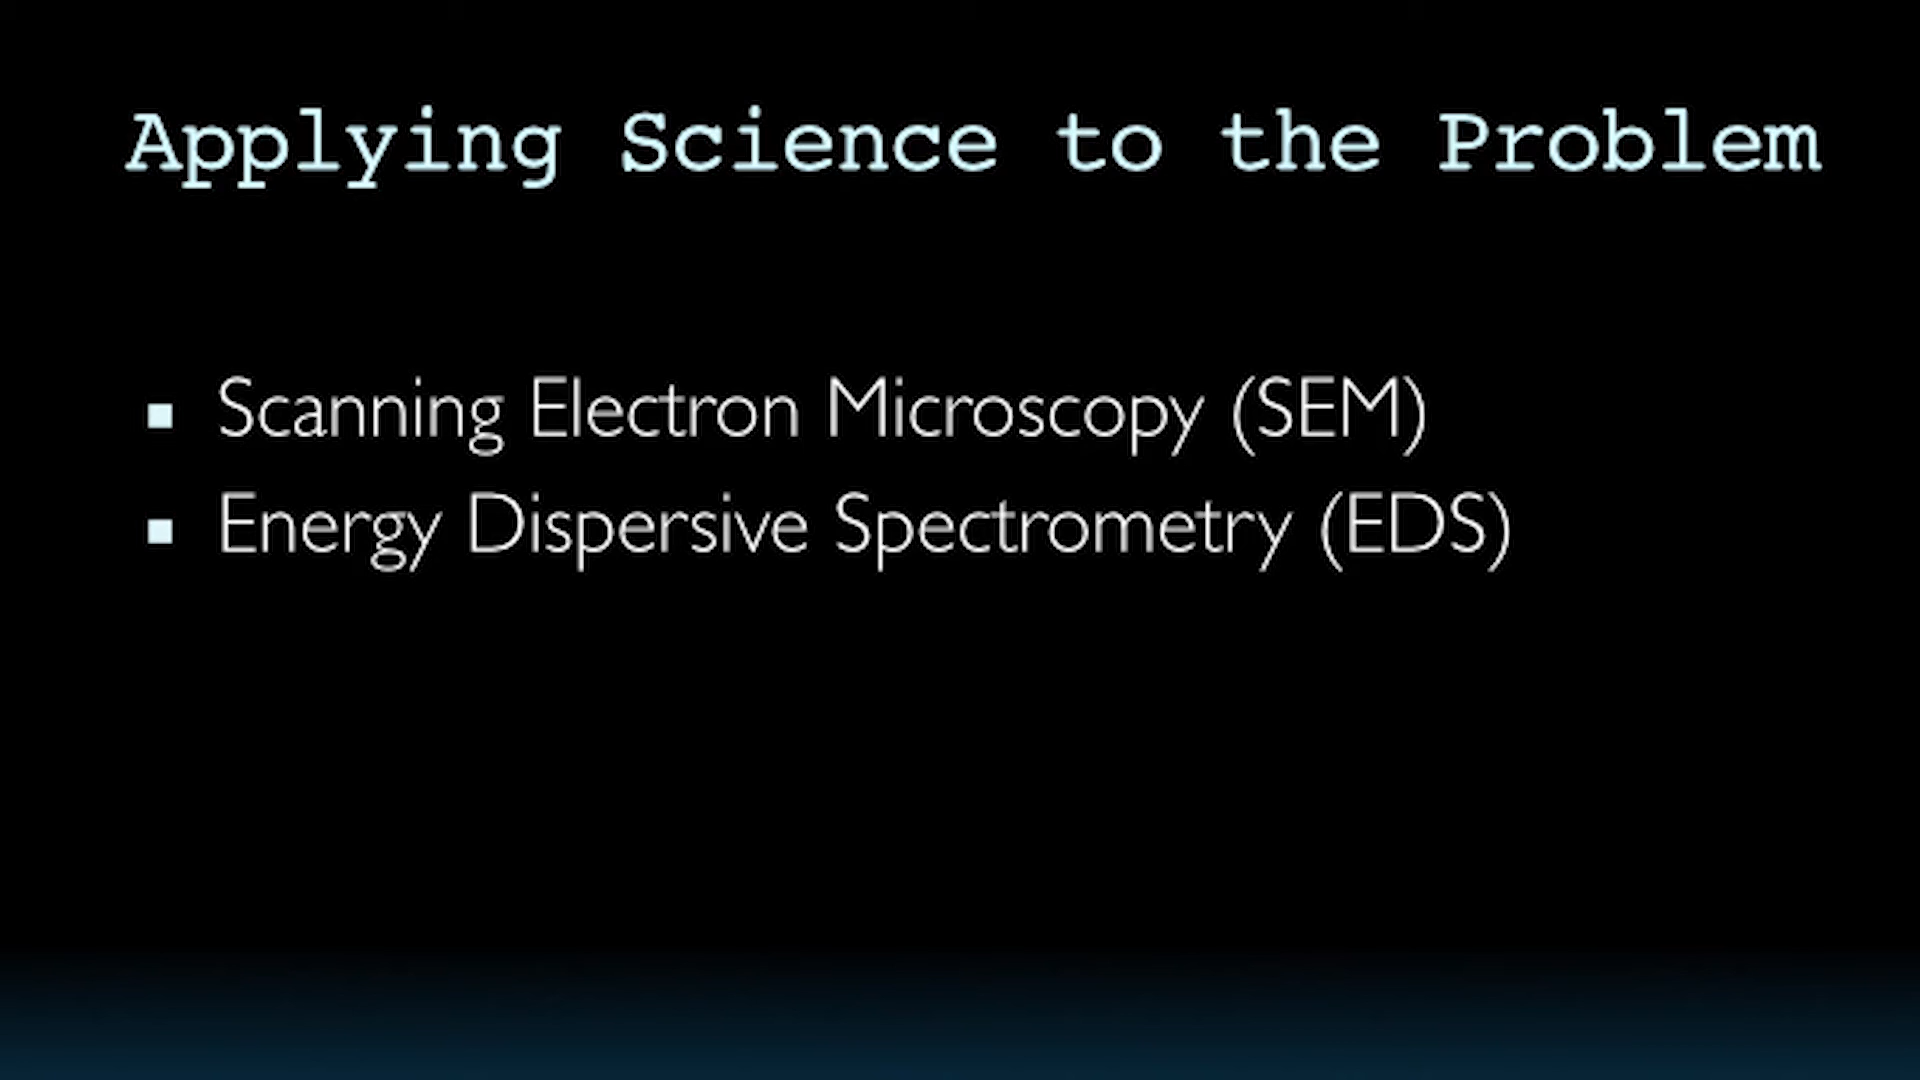 Applying Science to the Problem
▪ Scanning Electron Microscopy (SEM)
▪ Energy Dispersive Spectrometry (EDS)